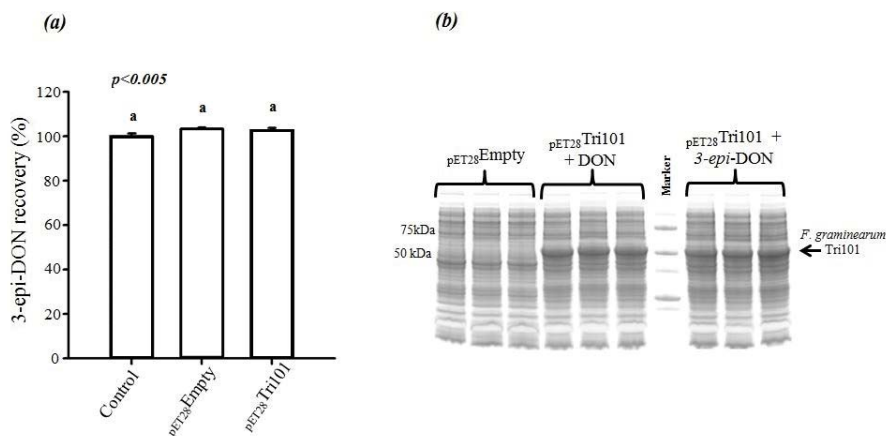 (a)
p<0.005
3-epi-DON recovery (%)
120
100
80
60
40
20
0
a
a
a
Control
pET28Empty
pET28Tri101
(b)
pET28Empty
pET28Tri101
+ DON
Marker
pET28Tri101 +
3-epi-DON
75kDa
50 kDa
F. graminearum
Tri101